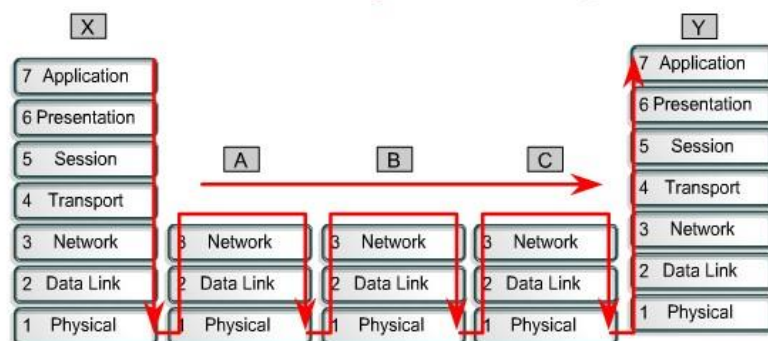 X
Y
7 Application
7 Application
6 Presentation
6 Presentation
A
B
C
5 Session
5 Session
4 Transport
4 Transport
3 Network
3 Network
3 Network
3 Network
3 Network
2 Data Link
2 Data Link
2 Data Link
2 Data Link
2 Data Link
1 Physical
1 Physical
1 Physical
1 Physical
1 Physical